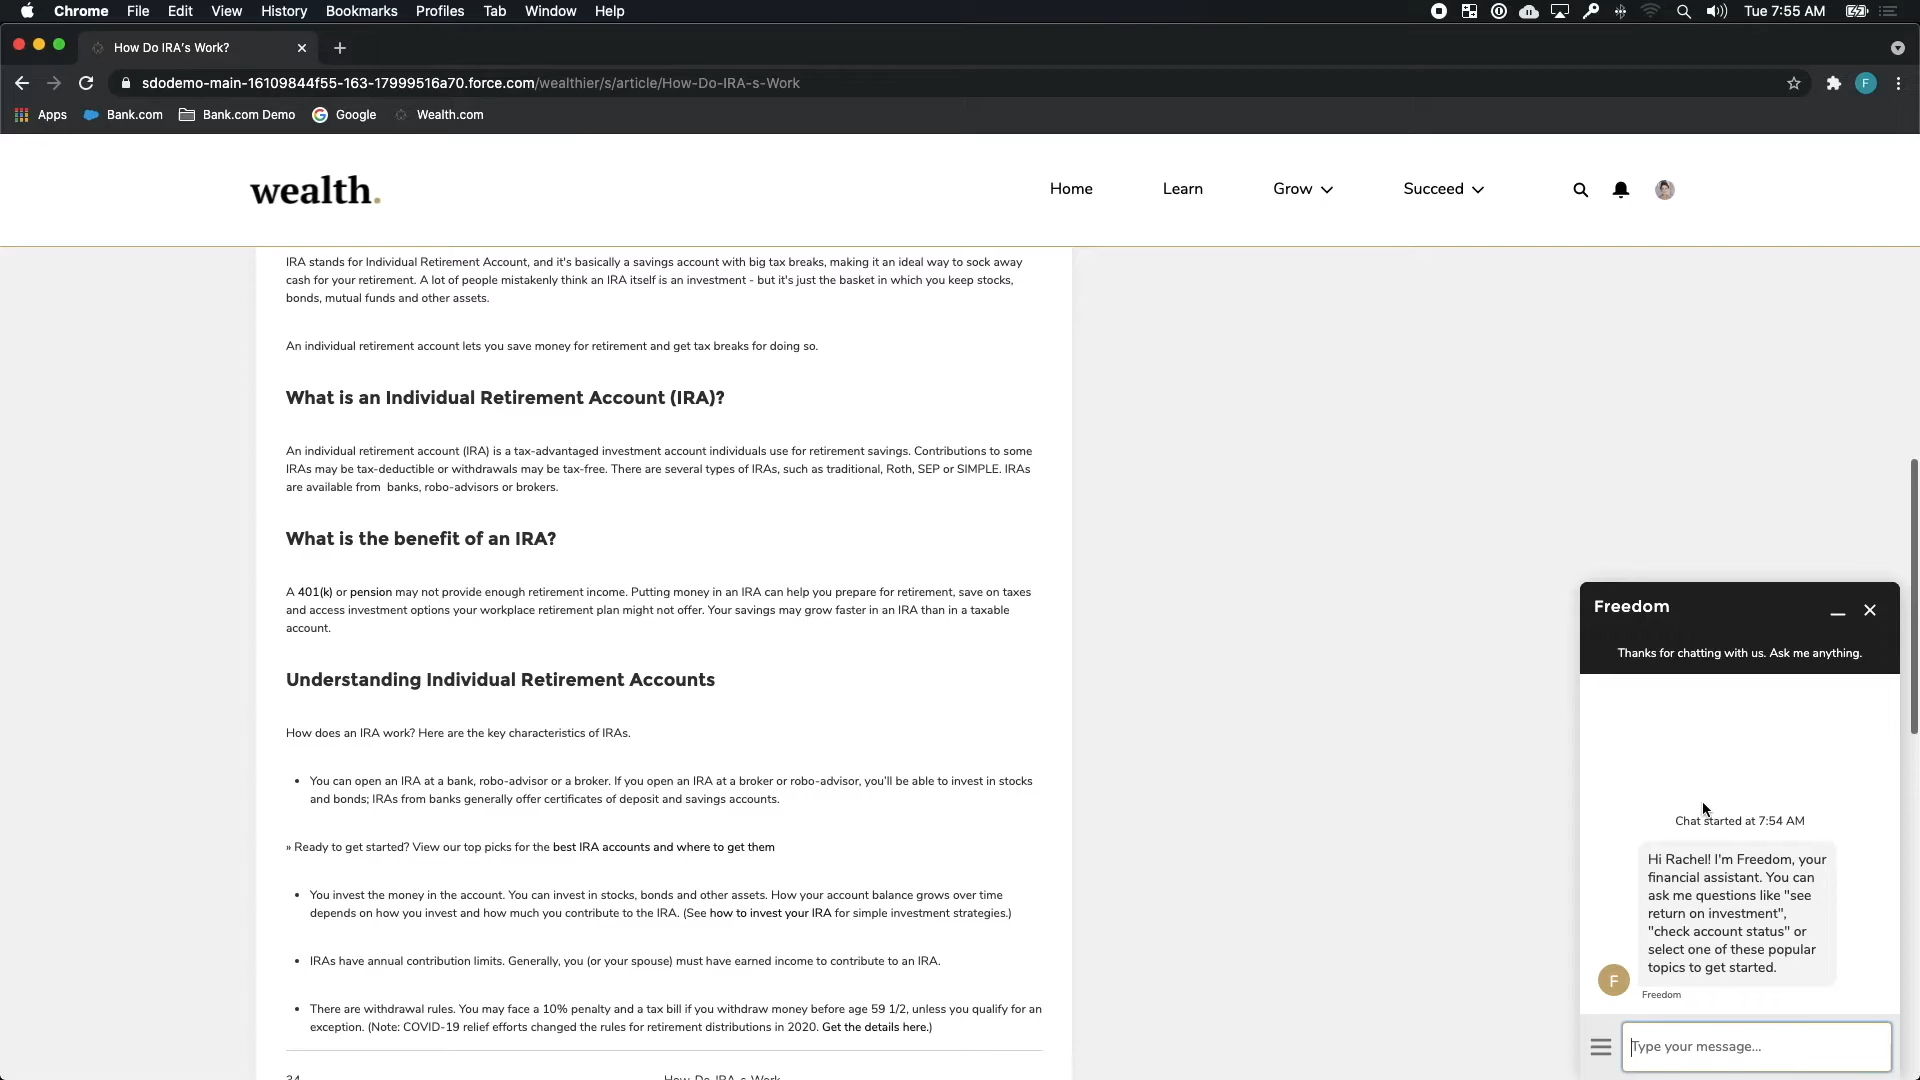 Chrome File Edit View History Bookmarks Profiles Tab Window Help Tue 7:55 AM
How Do IRA's Work?
sdodemo-main-16109844f55-163-17999516a70.force.com/wealthier/s/article/How-Do-IRA-s-Work
F
Apps Bank.com Bank.com Demo Google Wealth.com
wealth.
Home Learn Grow Succeed
IRA stands for Individual Retirement Account, and it's basically a savings account with big tax breaks, making it an ideal way to sock away
cash for your retirement. A lot of people mistakenly think an IRA itself is an investment - but it's just the basket in which you keep stocks,
bonds, mutual funds and other assets.
An individual retirement account lets you save money for retirement and get tax breaks for doing so.
What is an Individual Retirement Account (IRA)?
An individual retirement account (IRA) is a tax-advantaged investment account individuals use for retirement savings. Contributions to some
IRAs may be tax-deductible or withdrawals may be tax-free. There are several types of IRAs, such as traditional, Roth, SEP or SIMPLE. IRAs
are available from banks, robo-advisors or brokers.
What is the benefit of an IRA?
A 401(k) or pension may not provide enough retirement income. Putting money in an IRA can help you prepare for retirement, save on taxes
and access investment options your workplace retirement plan might not offer. Your savings may grow faster in an IRA than in a taxable
account.
Understanding Individual Retirement Accounts
How does an IRA work? Here are the key characteristics of IRAs.
• You can open an IRA at a bank, robo-advisor or a broker. If you open an IRA at a broker or robo-advisor, you'll be able to invest in stocks
and bonds; IRAs from banks generally offer certificates of deposit and savings accounts.
» Ready to get started? View our top picks for the best IRA accounts and where to get them
• You invest the money in the account. You can invest in stocks, bonds and other assets. How your account balance grows over time
depends on how you invest and how much you contribute to the IRA. (See how to invest your IRA for simple investment strategies.)
• IRAs have annual contribution limits. Generally, you (or your spouse) must have earned income to contribute to an IRA.
• There are withdrawal rules. You may face a 10% penalty and a tax bill if you withdraw money before age 59 1/2, unless you qualify for an
exception. (Note: COVID-19 relief efforts changed the rules for retirement distributions in 2020. Get the details here.)
34 How-Do-IRA-s-Work
Freedom
Thanks for chatting with us. Ask me anything.
Chat started at 7:54 AM
Hi Rachel! I'm Freedom, your
financial assistant. You can
ask me questions like "see
return on investment",
"check account status" or
select one of these popular
topics to get started.
F
Freedom
Type your message...